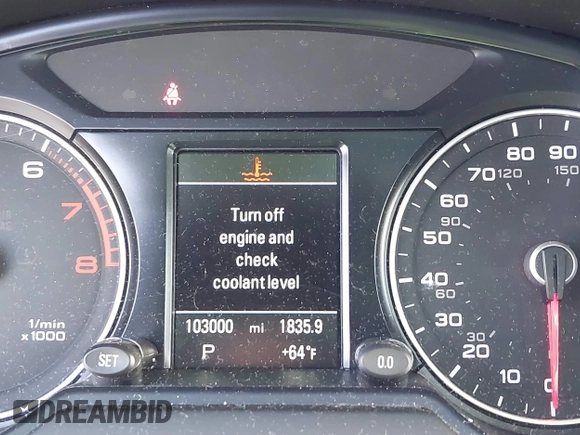 Turn off
engine and
check
coolant level
103000 mi 1835.9
P +64°F
SET
0.0
6
7
8
1/min
x1000
90
80
70
60
50
40
30
20
10
0
150
120
90
60
30
DREAMBID